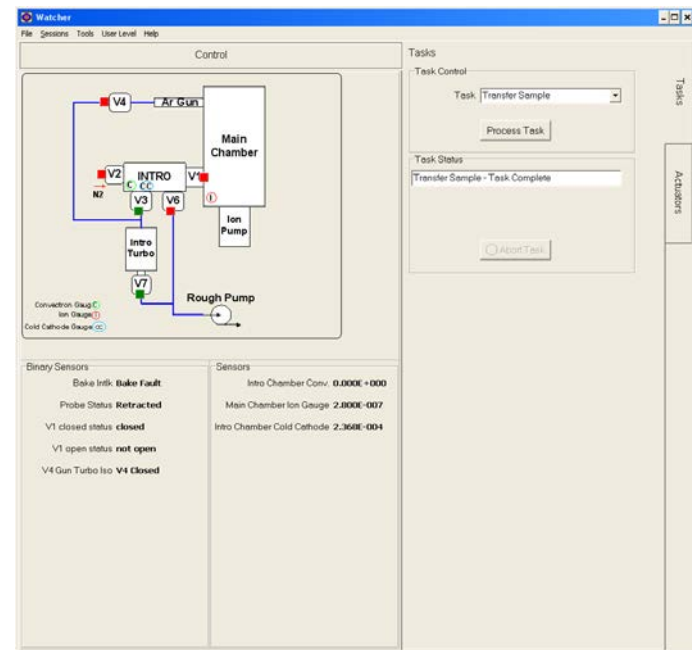 Watcher
File Sessions Tools User Level Help
Control
V4 Ar Gun
Main
Chamber
V2 INTRO V1
C CC
N2
V3 V6
I
Ion
Pump
Intro
Turbo
V7
Rough Pump
Convectron Gaug C
Ion Gauge I
Cold Cathode Gauge CC
Binary Sensors
Bake Intlk Bake Fault
Probe Status Retracted
V1 closed status closed
V1 open status not open
V4 Gun Turbo Iso V4 Closed
Sensors
Intro Chamber Conv. 0.000E+000
Main Chamber Ion Gauge 2.800E-007
Intro Chamber Cold Cathode 2.360E-004
Tasks
Task Control
Task Transfer Sample
Process Task
Task Status
Transfer Sample - Task Complete
Abort Task
Tasks
Actuators